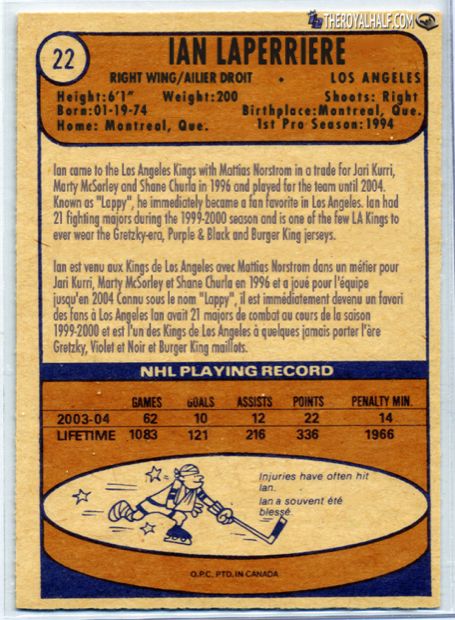 THEROYALHALF.COM
22
IAN LAPERRIERE
RIGHT WING/AILIER DROIT • LOS ANGELES
Height:6'1" Weight:200 Shoots: Right
Born:01-19-74 Birthplace:Montreal, Que.
Home: Montreal, Que. 1st Pro Season:1994
Ian came to the Los Angeles Kings with Mattias Norstrom in a trade for Jari Kurri,
Marty McSorley and Shane Churla in 1996 and played for the team until 2004.
Known as "Lappy", he immediately became a fan favorite in Los Angeles. Ian had
21 fighting majors during the 1999-2000 season and is one of the few LA Kings to
ever wear the Gretzky-era, Purple & Black and Burger King jerseys.
Ian est venu aux Kings de Los Angeles avec Mattias Norstrom dans un métier pour
Jari Kurri, Marty McSorley et Shane Churla en 1996 et a joué pour l'équipe
jusqu'en 2004 Connu sous le nom "Lappy", il est immédiatement devenu un favori
des fans à Los Angeles Ian avait 21 majors de combat au cours de la saison
1999-2000 et est l'un des Kings de Los Angeles à quelques jamais porter l'ère
Gretzky, Violet et Noir et Burger King maillots.
NHL PLAYING RECORD
GAMES GOALS ASSISTS POINTS PENALTY MIN.
2003-04 62 10 12 22 14
LIFETIME 1083 121 216 336 1966
Injuries have often hit
Ian.
Ian a souvent été
blessé.
O.P.C. PTD. IN CANADA